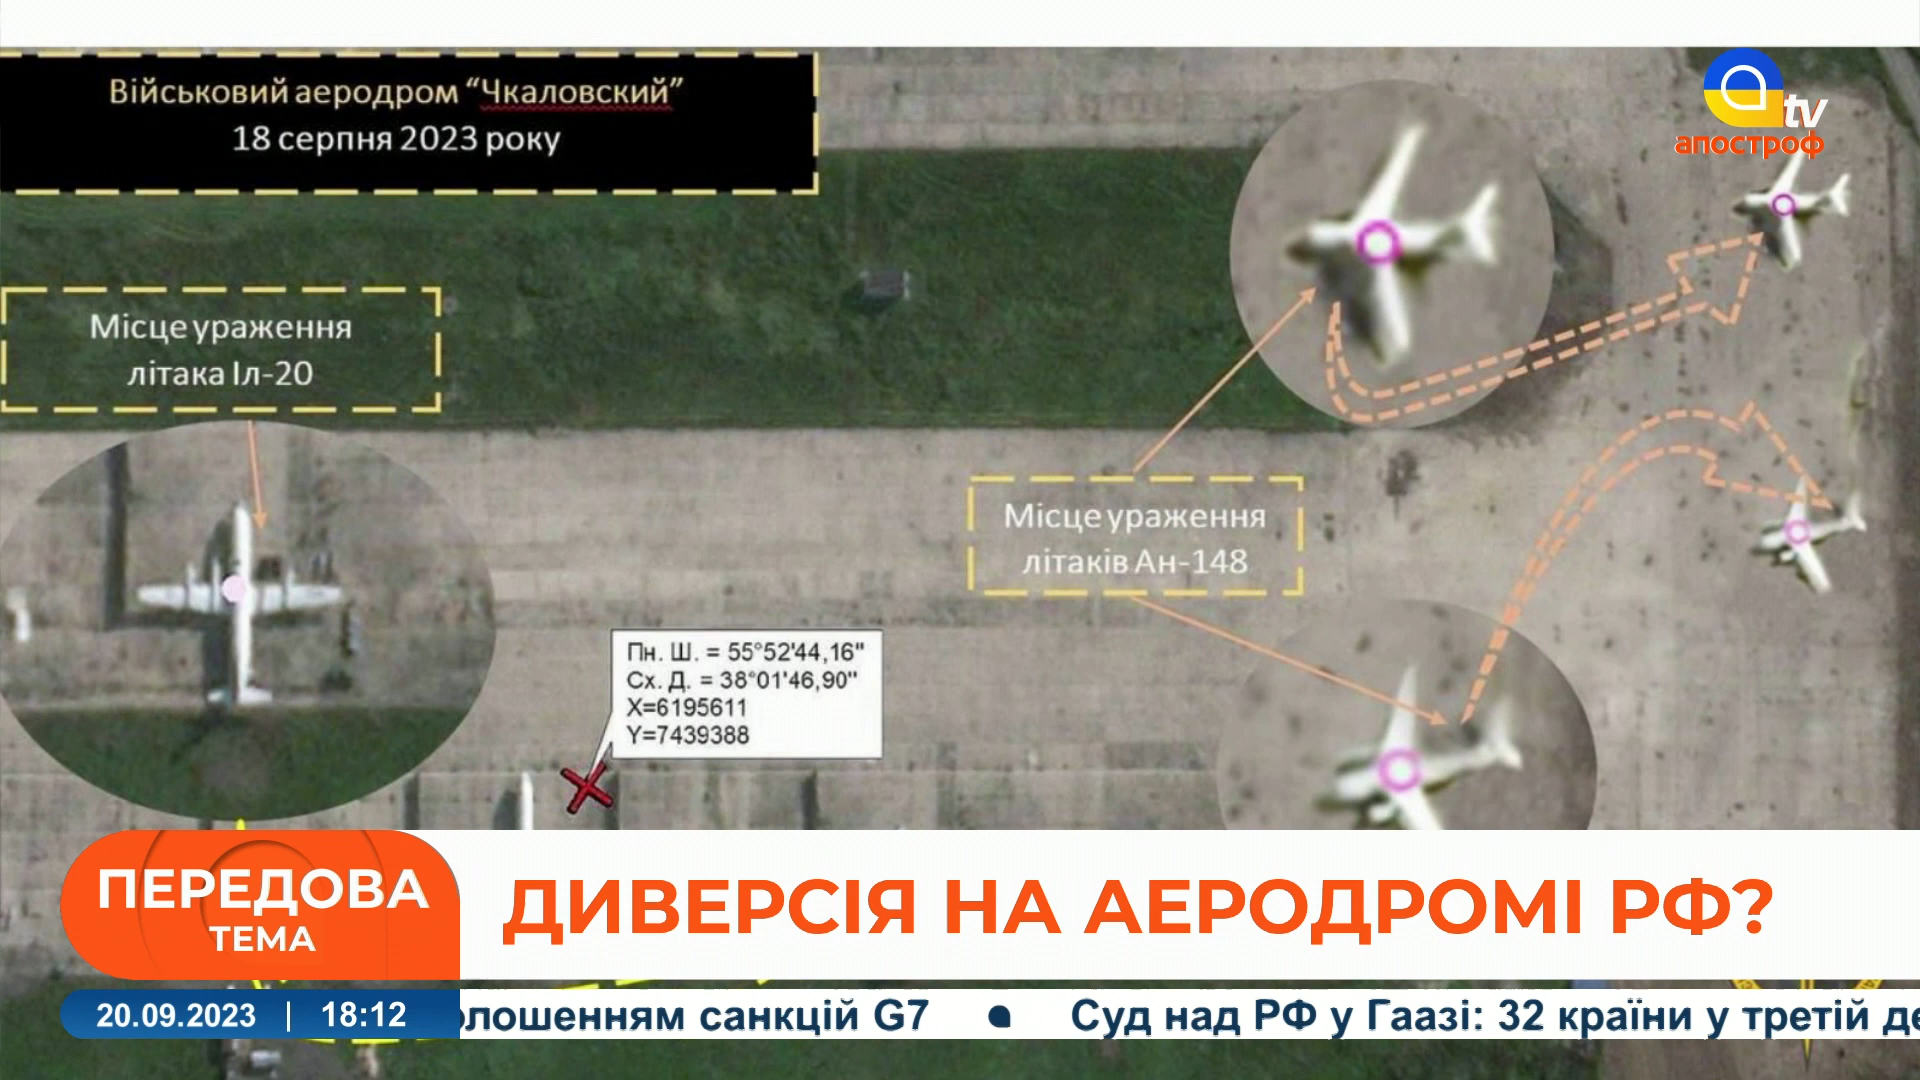 Військовий аеродром “Чкаловский”
18 серпня 2023 року
tv
апостроф
Місце ураження
літака Іл-20
Місце ураження
літаків Ан-148
Пн. Ш. = 55°52'44,16"
Сх. Д. = 38°01'46,90"
X=6195611
Y=7439388
ПЕРЕДОВА
ТЕМА
ДИВЕРСІЯ НА АЕРОДРОМІ РФ?
20.09.2023 | 18:12
санкцій G7 • Суд над РФ у Гаазі: 32 країни у третій